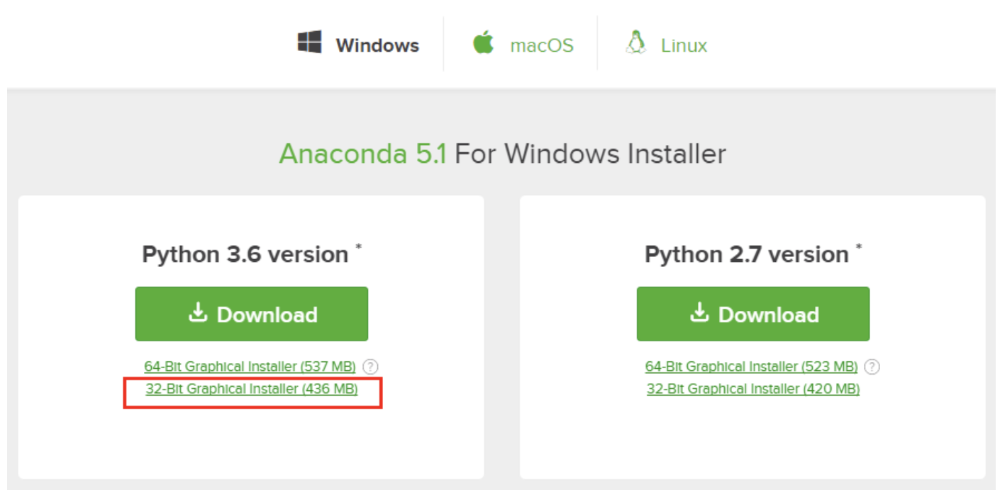 Windows macOS Linux
Anaconda 5.1 For Windows Installer
Python 3.6 version *
Download
64-Bit Graphical Installer (537 MB) ?
32-Bit Graphical Installer (436 MB)
Python 2.7 version *
Download
64-Bit Graphical Installer (523 MB) ?
32-Bit Graphical Installer (420 MB)